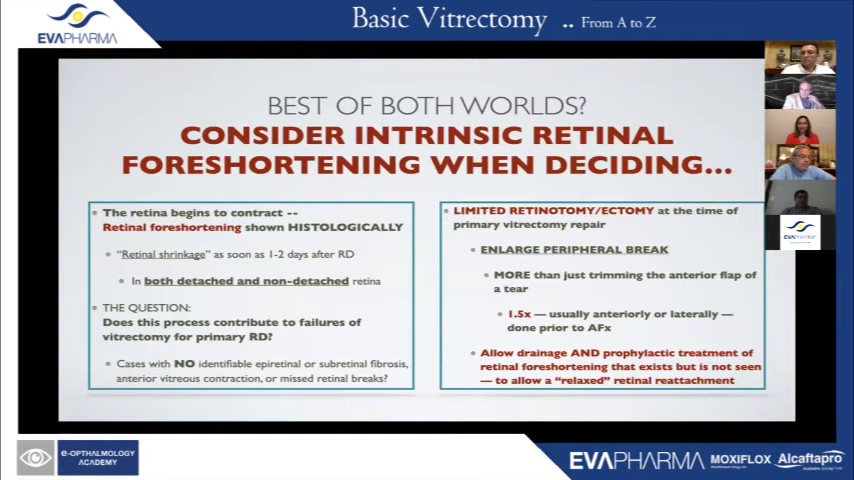 Basic Vitrectomy .. From A to Z
EVAPHARMA
BEST OF BOTH WORLDS?
CONSIDER INTRINSIC RETINAL
FORESHORTENING WHEN DECIDING...
The retina begins to contract --
Retinal foreshortening shown HISTOLOGICALLY
"Retinal shrinkage" as soon as 1-2 days after RD
In both detached and non-detached retina
THE QUESTION:
Does this process contribute to failures of
vitrectomy for primary RD?
Cases with NO identifiable epiretinal or subretinal fibrosis,
anterior vitreous contraction, or missed retinal breaks?
LIMITED RETINOTOMY/ECTOMY at the time of
primary vitrectomy repair
ENLARGE PERIPHERAL BREAK
MORE than just trimming the anterior flap of
a tear
1.5x — usually anteriorly or laterally —
done prior to AFx
Allow drainage AND prophylactic treatment of
retinal foreshortening that exists but is not seen
— to allow a "relaxed" retinal reattachment
EVAPHARMA
e-OPTHALMOLOGY
ACADEMY
EVAPHARMA MOXIFLOX Alcaftapro